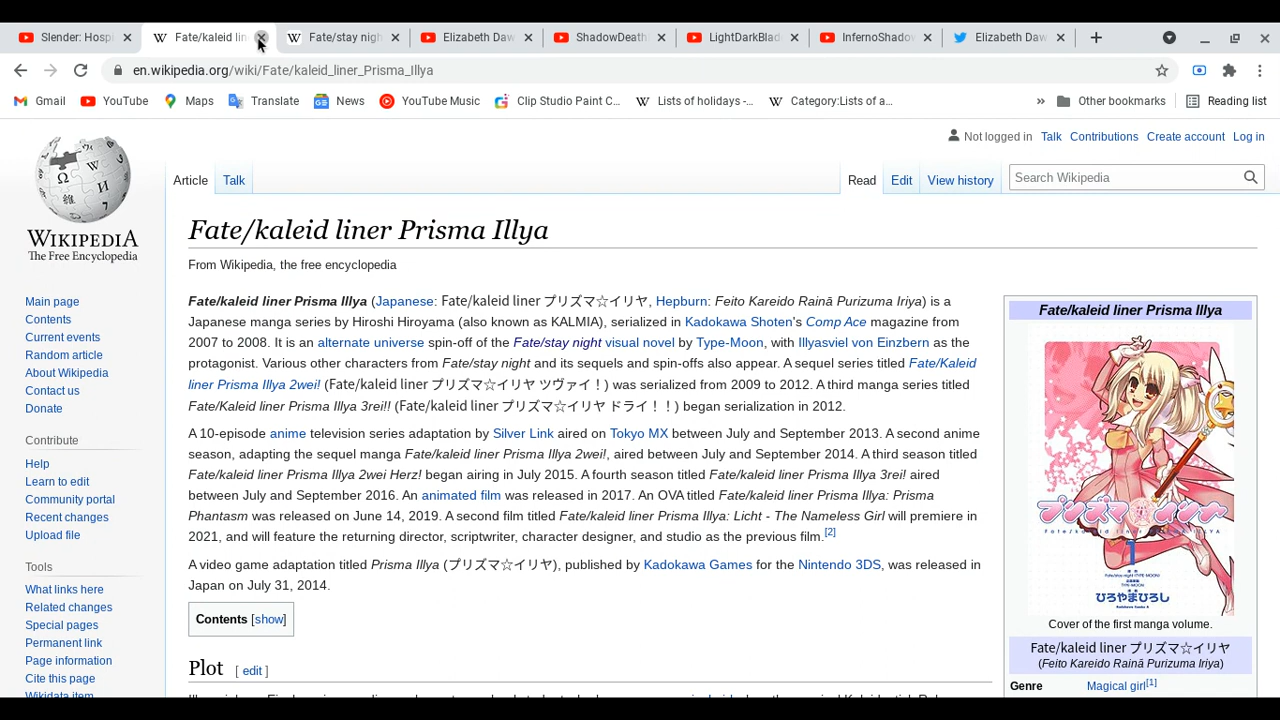 Slender: Hospi
Fate/kaleid lin
Fate/stay nigh
Elizabeth Daw
ShadowDeath
LightDarkBlad
InfernoShadow
Elizabeth Daw
en.wikipedia.org/wiki/Fate/kaleid_liner_Prisma_Illya
Gmail YouTube Maps Translate News YouTube Music Clip Studio Paint C... Lists of holidays -... Category:Lists of a... » Other bookmarks Reading list
Not logged in Talk Contributions Create account Log in
Article Talk Read Edit View history Search Wikipedia
WIKIPEDIA
The Free Encyclopedia
Main page
Contents
Current events
Random article
About Wikipedia
Contact us
Donate
Contribute
Help
Learn to edit
Community portal
Recent changes
Upload file
Tools
What links here
Related changes
Special pages
Permanent link
Page information
Cite this page
Wikidata item
Fate/kaleid liner Prisma Illya
From Wikipedia, the free encyclopedia
Fate/kaleid liner Prisma Illya (Japanese: Fate/kaleid liner プリズマ☆イリヤ, Hepburn: Feito Kareido Rainā Purizuma Iriya) is a
Japanese manga series by Hiroshi Hiroyama (also known as KALMIA), serialized in Kadokawa Shoten's Comp Ace magazine from
2007 to 2008. It is an alternate universe spin-off of the Fate/stay night visual novel by Type-Moon, with Illyasviel von Einzbern as the
protagonist. Various other characters from Fate/stay night and its sequels and spin-offs also appear. A sequel series titled Fate/Kaleid
liner Prisma Illya 2wei! (Fate/kaleid liner プリズマ☆イリヤ ツヴァイ！) was serialized from 2009 to 2012. A third manga series titled
Fate/Kaleid liner Prisma Illya 3rei!! (Fate/kaleid liner プリズマ☆イリヤ ドライ！！) began serialization in 2012.
A 10-episode anime television series adaptation by Silver Link aired on Tokyo MX between July and September 2013. A second anime
season, adapting the sequel manga Fate/kaleid liner Prisma Illya 2wei!, aired between July and September 2014. A third season titled
Fate/kaleid liner Prisma Illya 2wei Herz! began airing in July 2015. A fourth season titled Fate/kaleid liner Prisma Illya 3rei! aired
between July and September 2016. An animated film was released in 2017. An OVA titled Fate/kaleid liner Prisma Illya: Prisma
Phantasm was released on June 14, 2019. A second film titled Fate/kaleid liner Prisma Illya: Licht - The Nameless Girl will premiere in
2021, and will feature the returning director, scriptwriter, character designer, and studio as the previous film.[2]
A video game adaptation titled Prisma Illya (プリズマ☆イリヤ), published by Kadokawa Games for the Nintendo 3DS, was released in
Japan on July 31, 2014.
Contents [show]
Plot [ edit ]
Fate/kaleid liner Prisma Illya
プリズマ☆イリヤ
1
ひろやまひろし
Cover of the first manga volume.
Fate/kaleid liner プリズマ☆イリヤ
(Feito Kareido Rainā Purizuma Iriya)
Genre Magical girl[1]